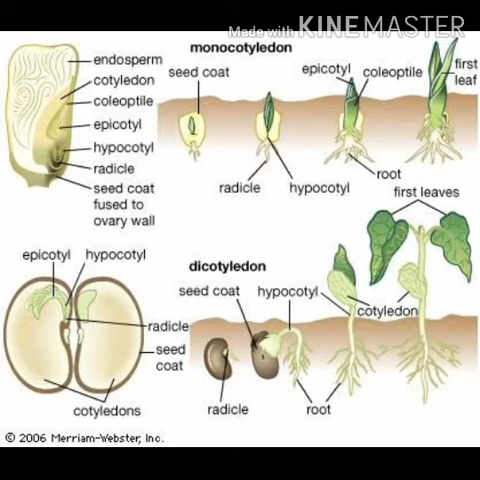 Made with KINEMASTER
monocotyledon
endosperm
cotyledon
coleoptile
epicotyl
hypocotyl
radicle
seed coat
fused to
ovary wall
seed coat
epicotyl
coleoptile
first
leaf
radicle
hypocotyl
root
first leaves
dicotyledon
epicotyl
hypocotyl
radicle
seed
coat
cotyledons
seed coat
hypocotyl
cotyledon
radicle
root
© 2006 Merriam-Webster, Inc.